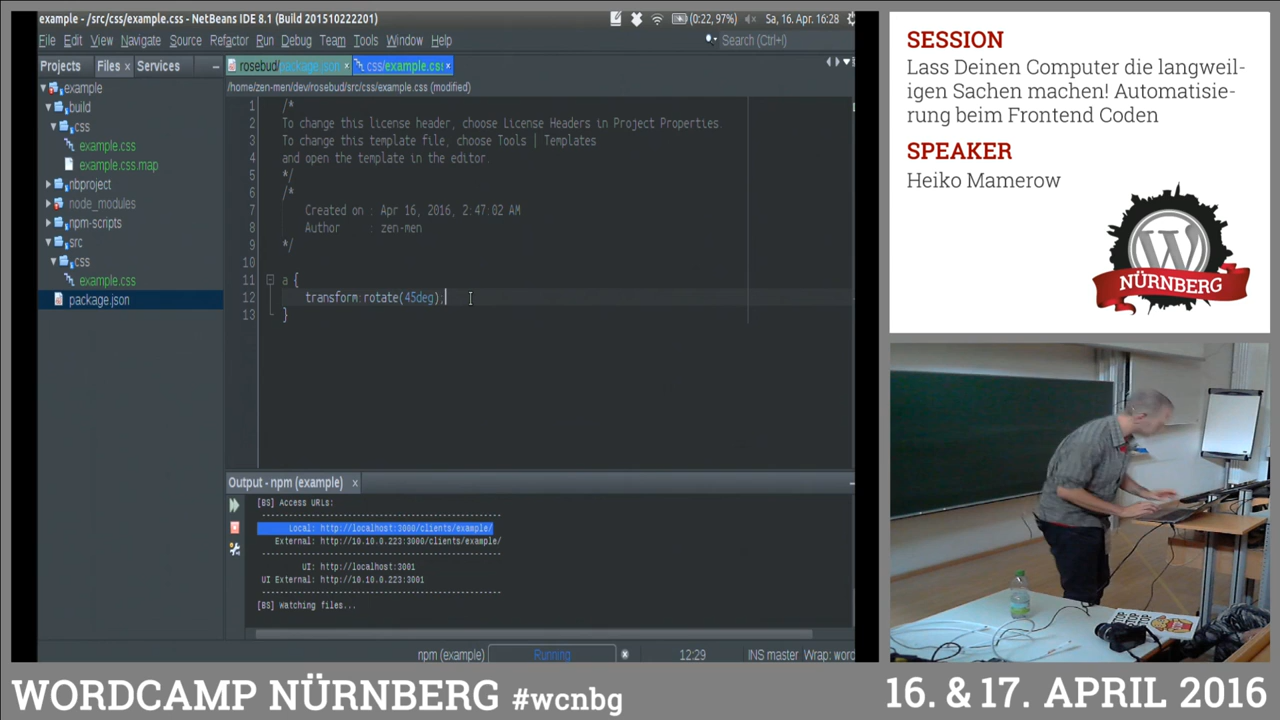 example - /src/css/example.css - NetBeans IDE 8.1 (Build 201510222201)
(0:22, 97%) Sa, 16. Apr. 16:28
File Edit View Navigate Source Refactor Run Debug Team Tools Window Help
Search (Ctrl+I)
Projects Files x Services
rosebud/package.json x css/example.css x
/home/zen-men/dev/rosebud/src/css/example.css (modified)
example
build
css
example.css
example.css.map
nbproject
node_modules
npm-scripts
src
css
example.css
package.json
1 /*
2 To change this license header, choose License Headers in Project Properties.
3 To change this template file, choose Tools | Templates
4 and open the template in the editor.
5 */
6 /*
7 Created on : Apr 16, 2016, 2:47:02 AM
8 Author : zen-men
9 */
10
11 a {
12 transform:rotate(45deg);
13 }
Output - npm (example) x
[BS] Access URLs:
Local: http://localhost:3000/clients/example/
External: http://10.10.0.223:3000/clients/example/
UI: http://localhost:3001
UI External: http://10.10.0.223:3001
[BS] Watching files...
npm (example) Running 12:29 INS master Wrap: word
SESSION
Lass Deinen Computer die langweil-
igen Sachen machen! Automatisie-
rung beim Frontend Coden
SPEAKER
Heiko Mamerow
W
NÜRNBERG
WORDCAMP NÜRNBERG #wcnbg
16. & 17. APRIL 2016